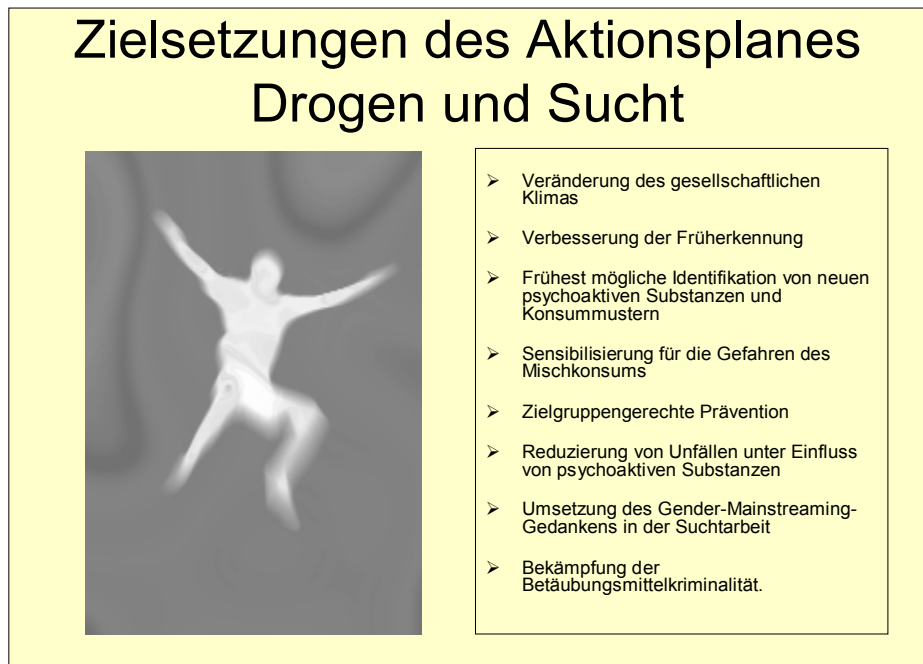 Zielsetzungen des Aktionsplanes
Drogen und Sucht
➢ Veränderung des gesellschaftlichen
Klimas
➢ Verbesserung der Früherkennung
➢ Frühest mögliche Identifikation von neuen
psychoaktiven Substanzen und
Konsummustern
➢ Sensibilisierung für die Gefahren des
Mischkonsums
➢ Zielgruppengerechte Prävention
➢ Reduzierung von Unfällen unter Einfluss
von psychoaktiven Substanzen
➢ Umsetzung des Gender-Mainstreaming-
Gedankens in der Suchtarbeit
➢ Bekämpfung der
Betäubungsmittelkriminalität.